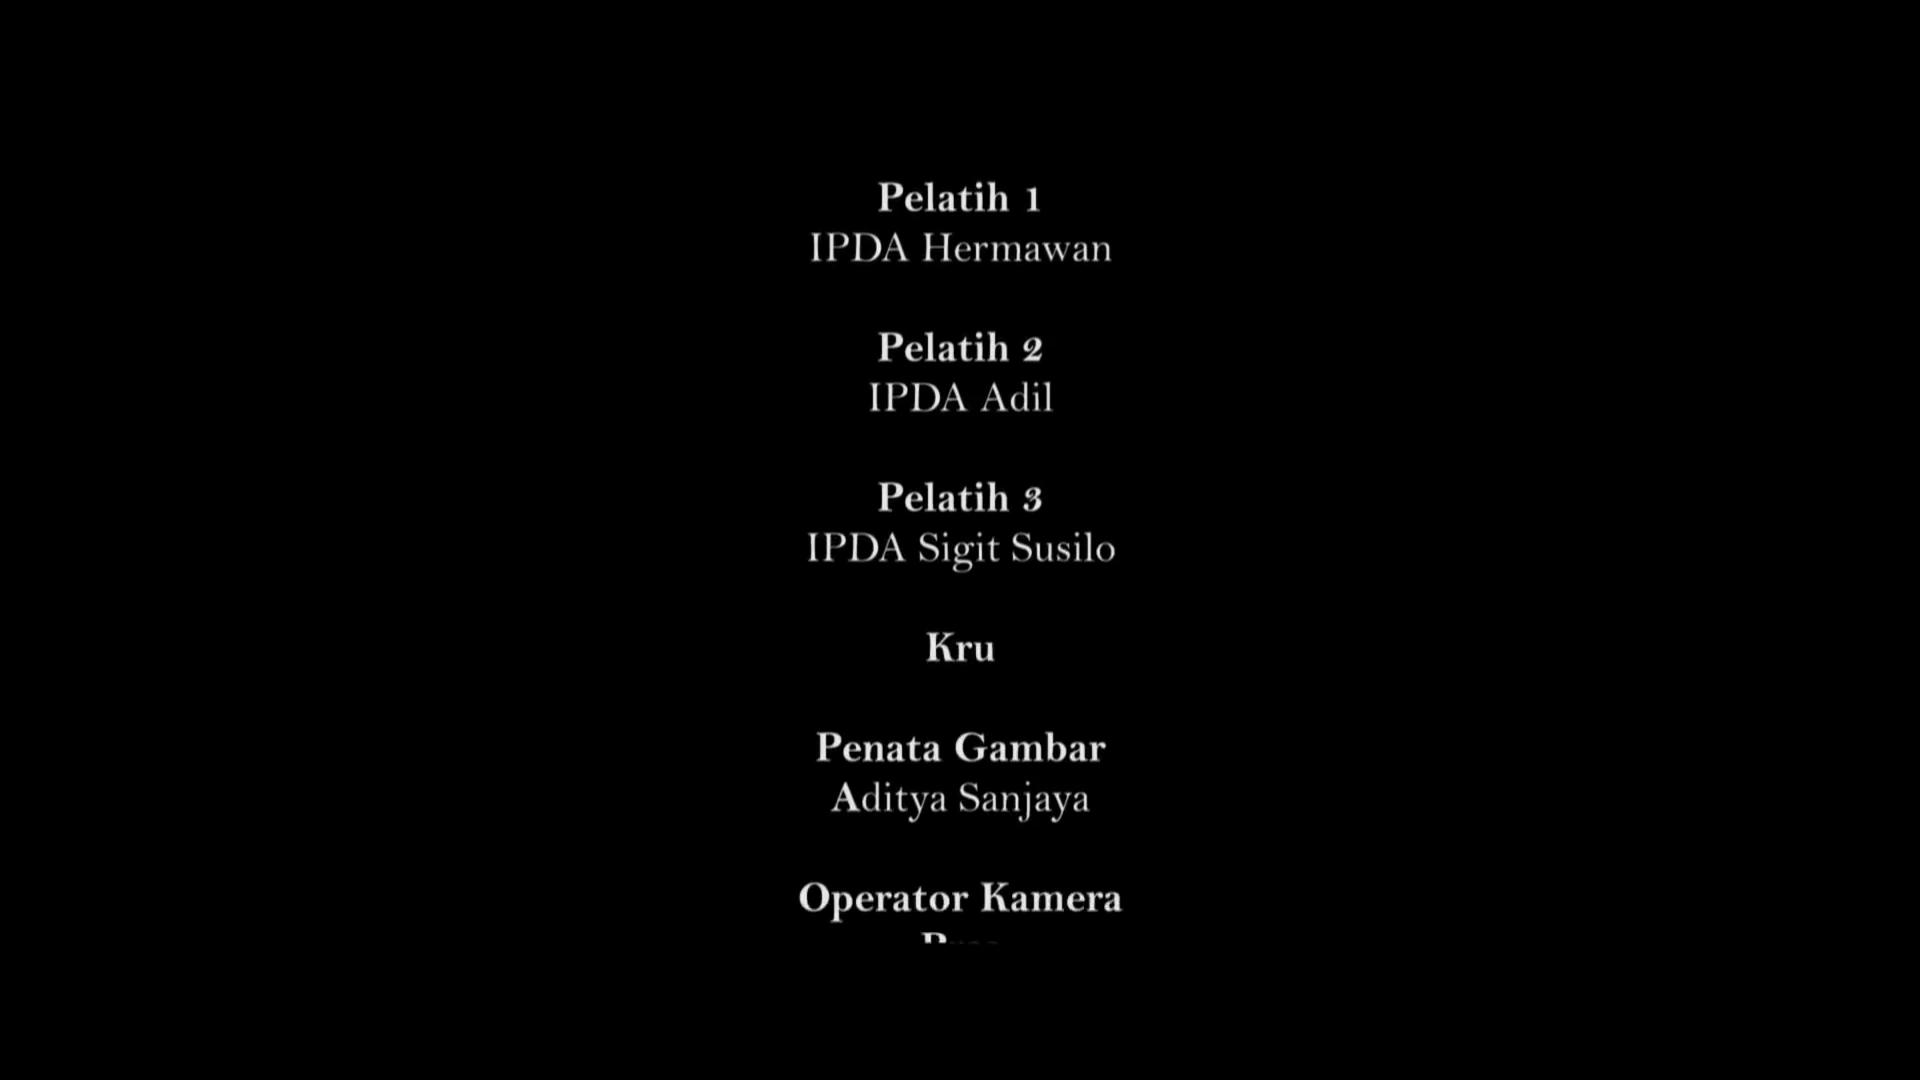 Pelatih 1
IPDA Hermawan
Pelatih 2
IPDA Adil
Pelatih 3
IPDA Sigit Susilo
Kru
Penata Gambar
Aditya Sanjaya
Operator Kamera